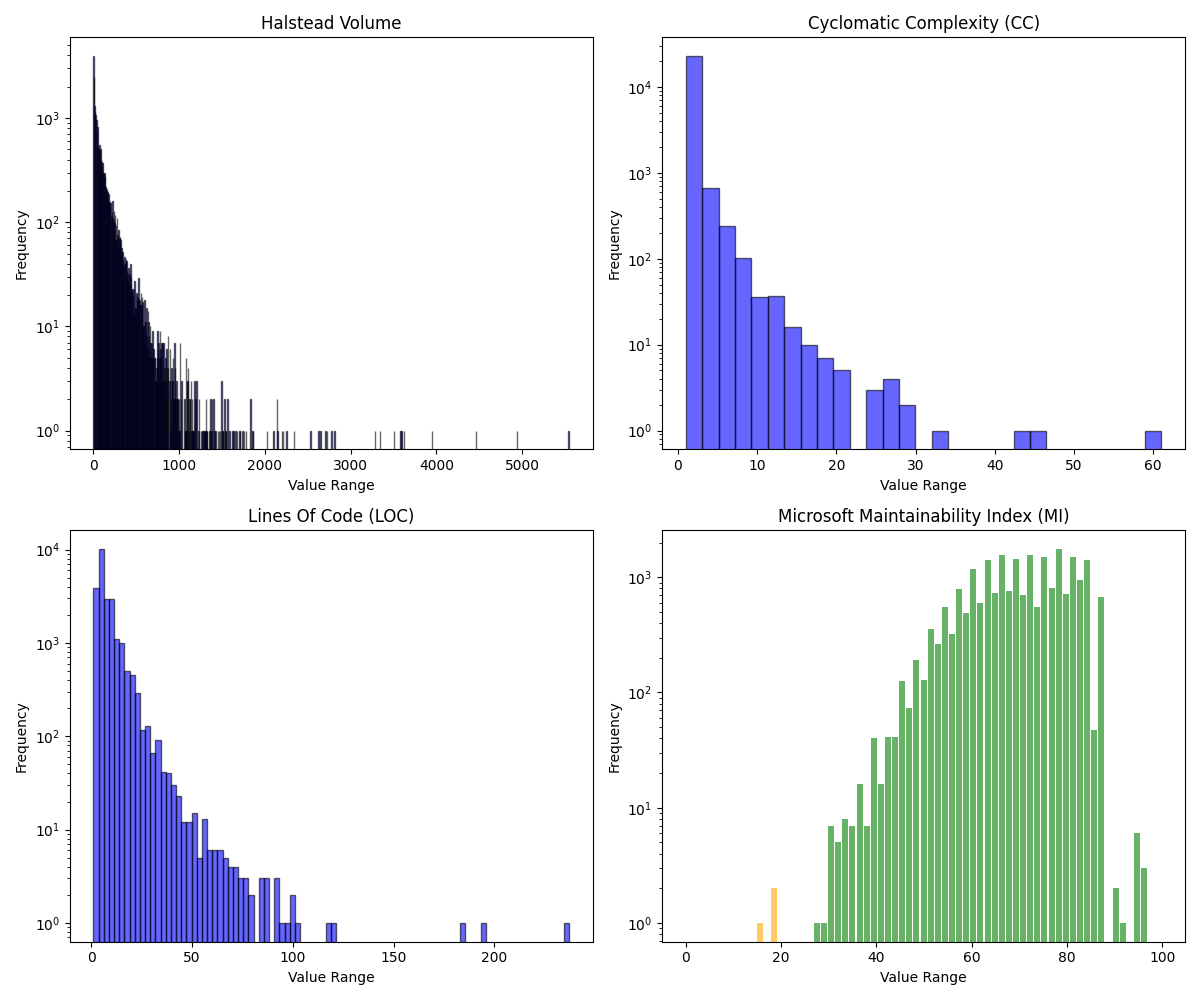 Halstead Volume
Frequency
10³
10²
10¹
10⁰
0 1000 2000 3000 4000 5000
Value Range
Cyclomatic Complexity (CC)
Frequency
10⁴
10³
10²
10¹
10⁰
0 10 20 30 40 50 60
Value Range
Lines Of Code (LOC)
Frequency
10⁴
10³
10²
10¹
10⁰
0 50 100 150 200
Value Range
Microsoft Maintainability Index (MI)
Frequency
10³
10²
10¹
10⁰
0 20 40 60 80 100
Value Range